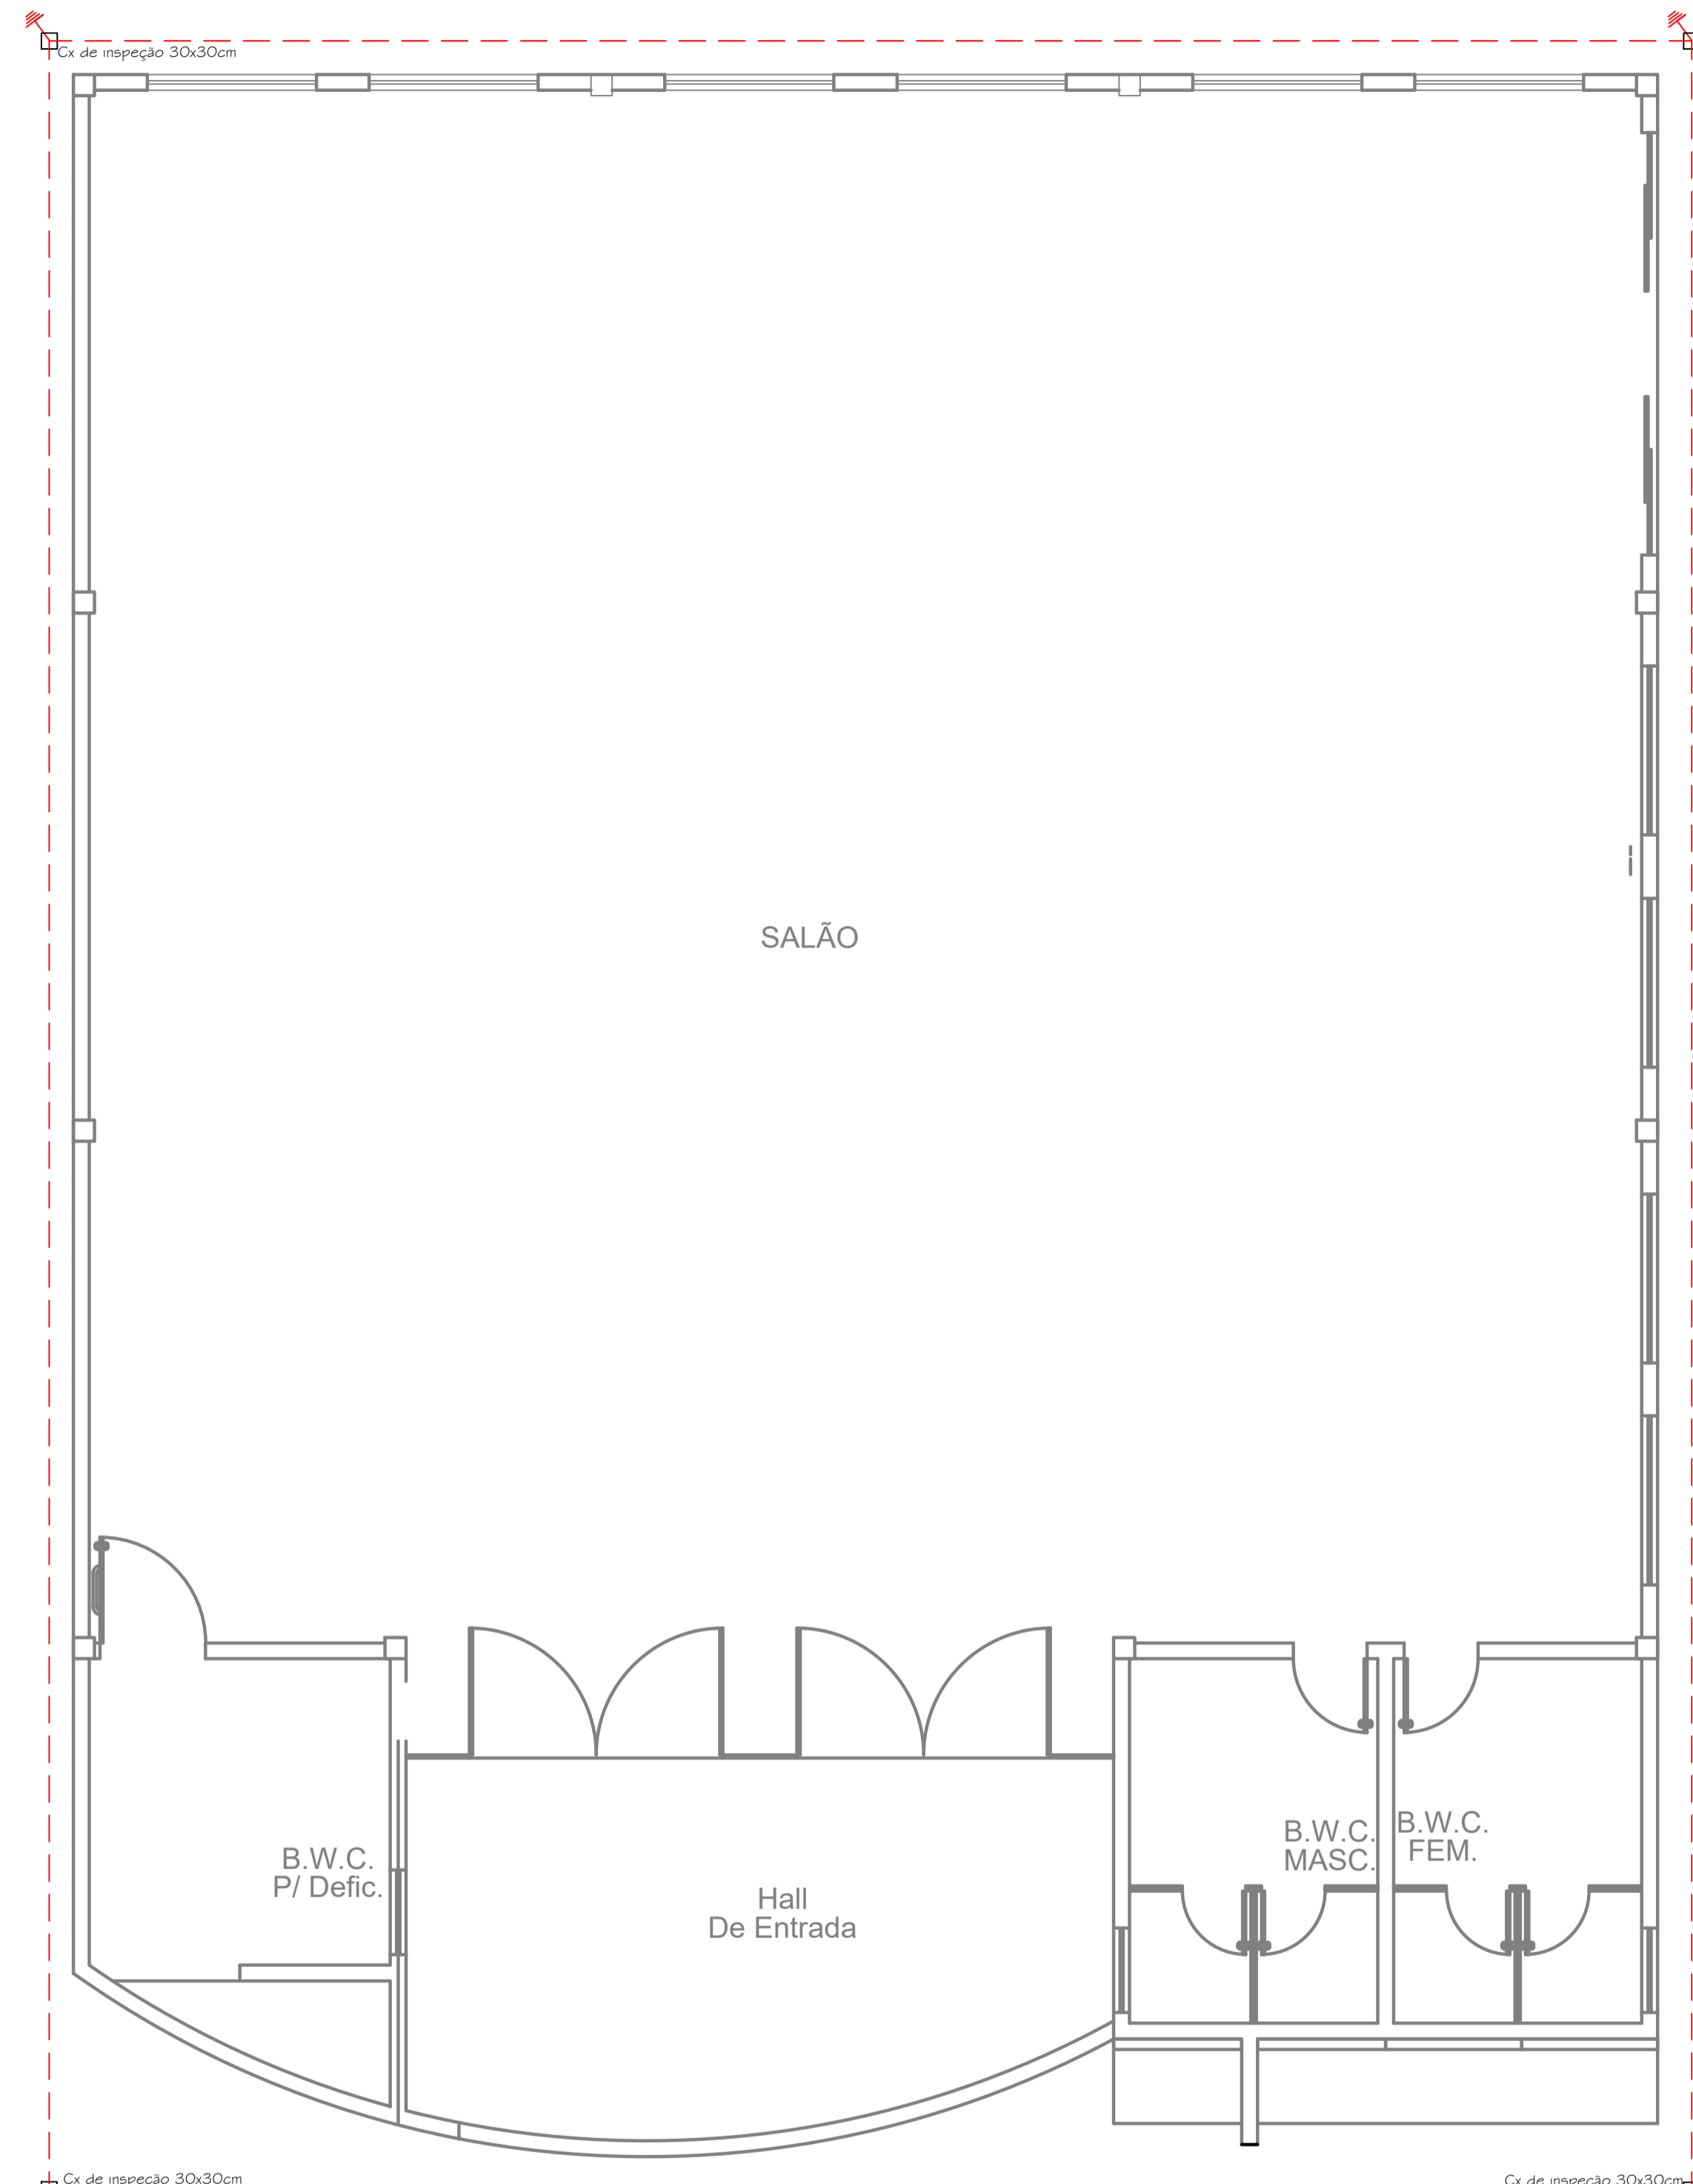 Cx de inspeção 30x30cm
SALÃO
B.W.C.
FEM.
B.W.C.
MASC.
B.W.C.
P/ Defic.
Hall
De Entrada
Cx de inspeção 30x30cm
Cx de inspeção 30x30cm